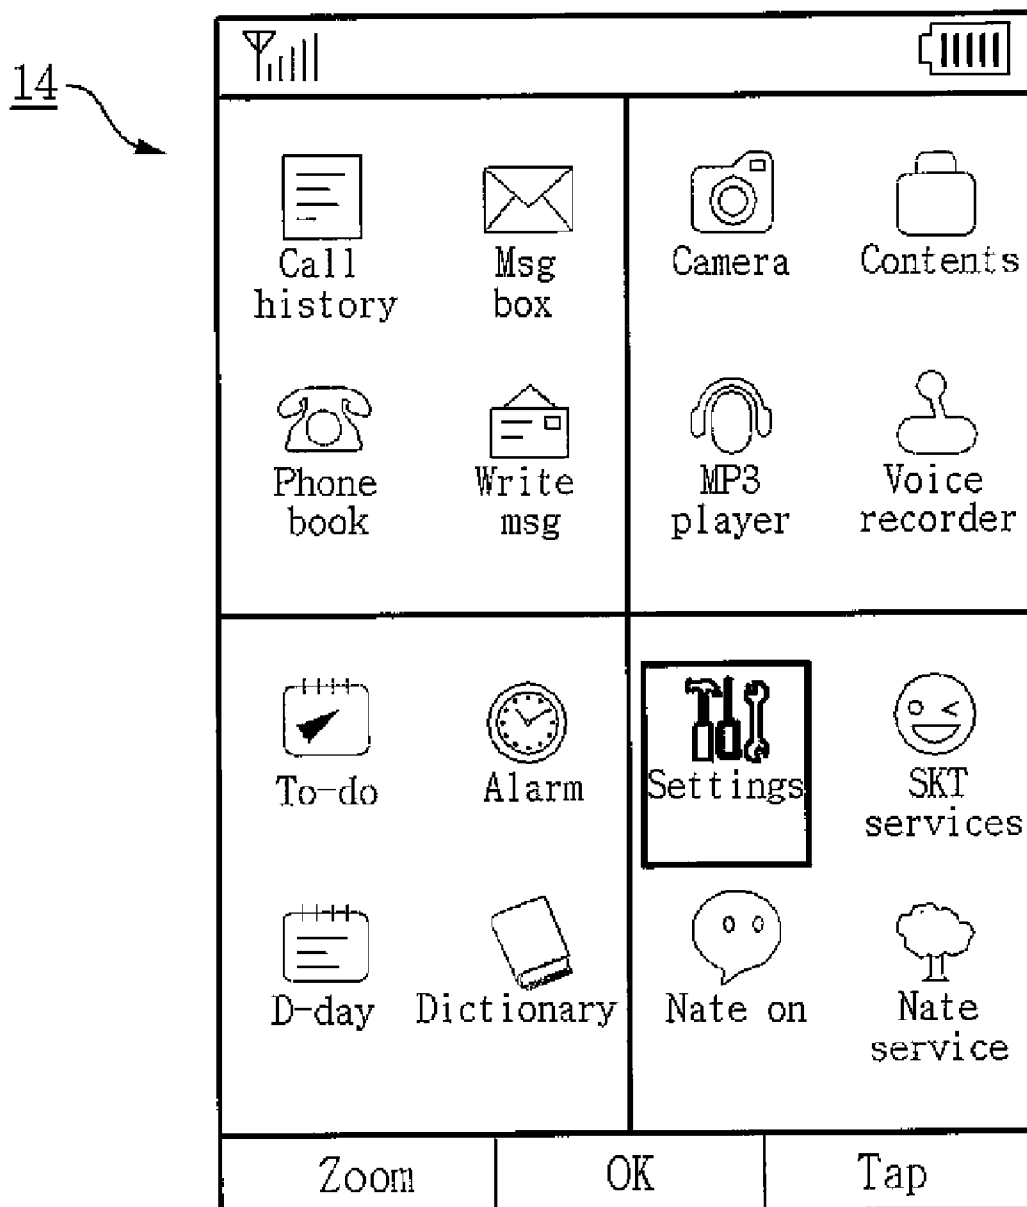 14
Call
history
Msg
box
Camera
Contents
Phone
book
Write
msg
MP3
player
Voice
recorder
To-do
Alarm
Settings
SKT
services
D-day
Dictionary
Nate on
Nate
service
Zoom
OK
Tap